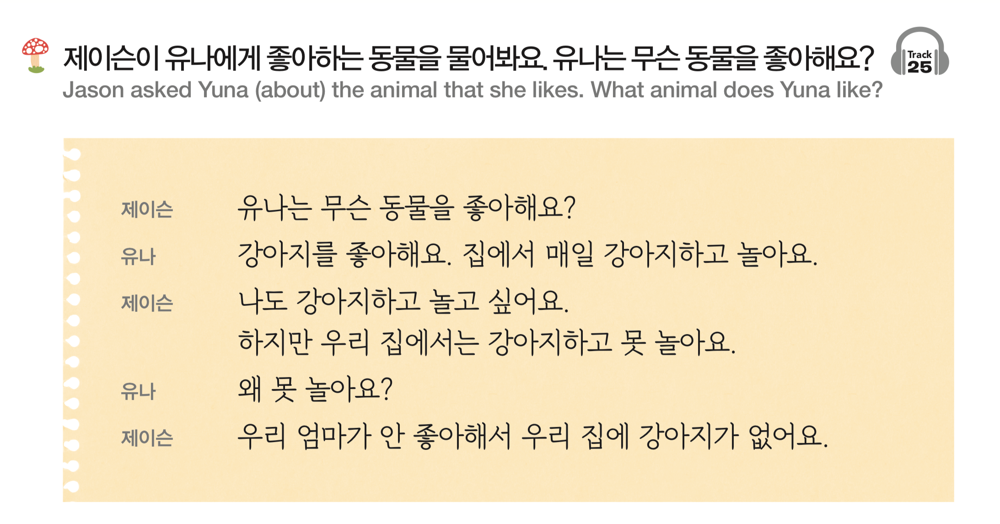 제이슨이 유나에게 좋아하는 동물을 물어봐요. 유나는 무슨 동물을 좋아해요?
Track
25
Jason asked Yuna (about) the animal that she likes. What animal does Yuna like?
제이슨 유나는 무슨 동물을 좋아해요?
유나 강아지를 좋아해요. 집에서 매일 강아지하고 놀아요.
제이슨 나도 강아지하고 놀고 싶어요.
하지만 우리 집에서는 강아지하고 못 놀아요.
유나 왜 못 놀아요?
제이슨 우리 엄마가 안 좋아해서 우리 집에 강아지가 없어요.